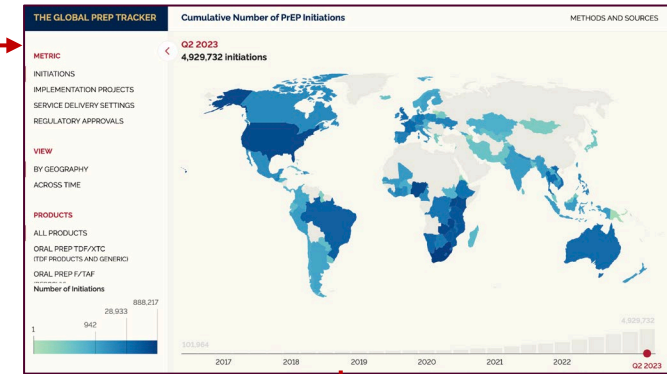 THE GLOBAL PREP TRACKER
Cumulative Number of PrEP Initiations
METHODS AND SOURCES
METRIC
INITIATIONS
IMPLEMENTATION PROJECTS
SERVICE DELIVERY SETTINGS
REGULATORY APPROVALS
VIEW
BY GEOGRAPHY
ACROSS TIME
PRODUCTS
ALL PRODUCTS
ORAL PREP TDF/XTC
(TDF PRODUCTS AND GENERIC)
ORAL PREP F/TAF
Number of Initiations
888,217
28,933
942
1
Q2 2023
4,929,732 initiations
4,929,732
101,964
2017 2018 2019 2020 2021 2022
Q2 2023